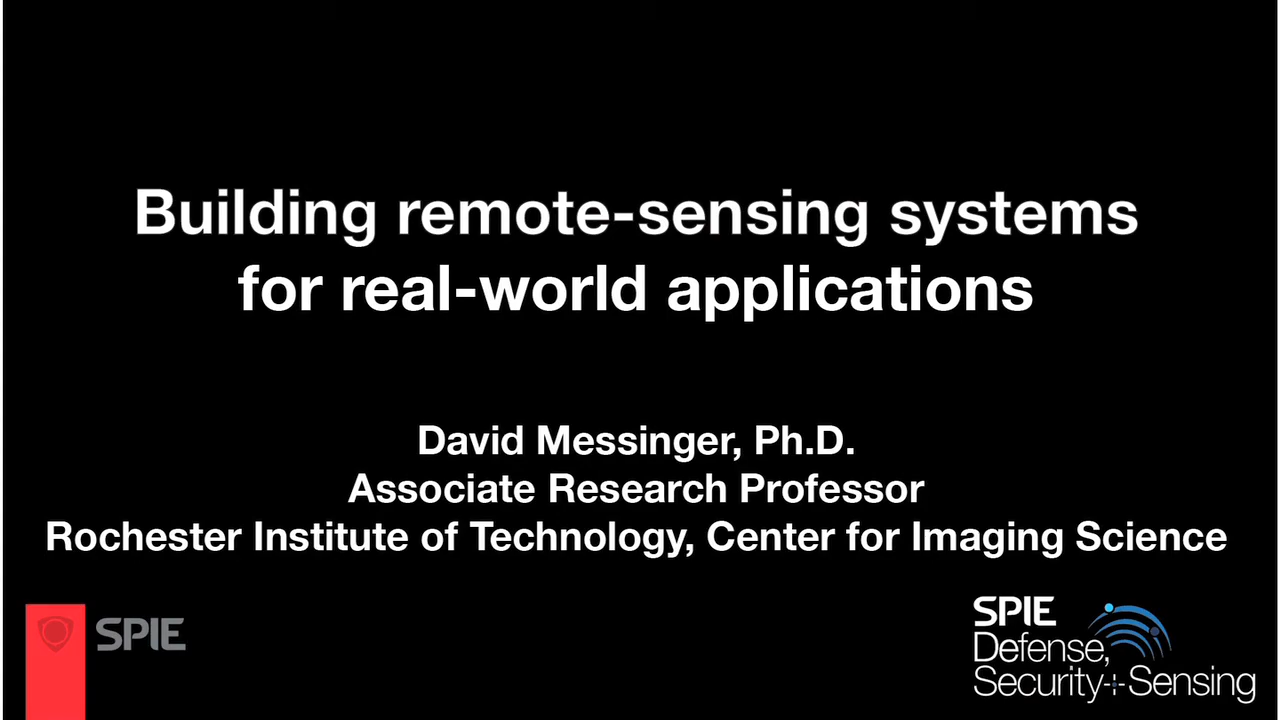 Building remote-sensing systems
for real-world applications
David Messinger, Ph.D.
Associate Research Professor
Rochester Institute of Technology, Center for Imaging Science
SPIE
SPIE
Defense,
Security+Sensing